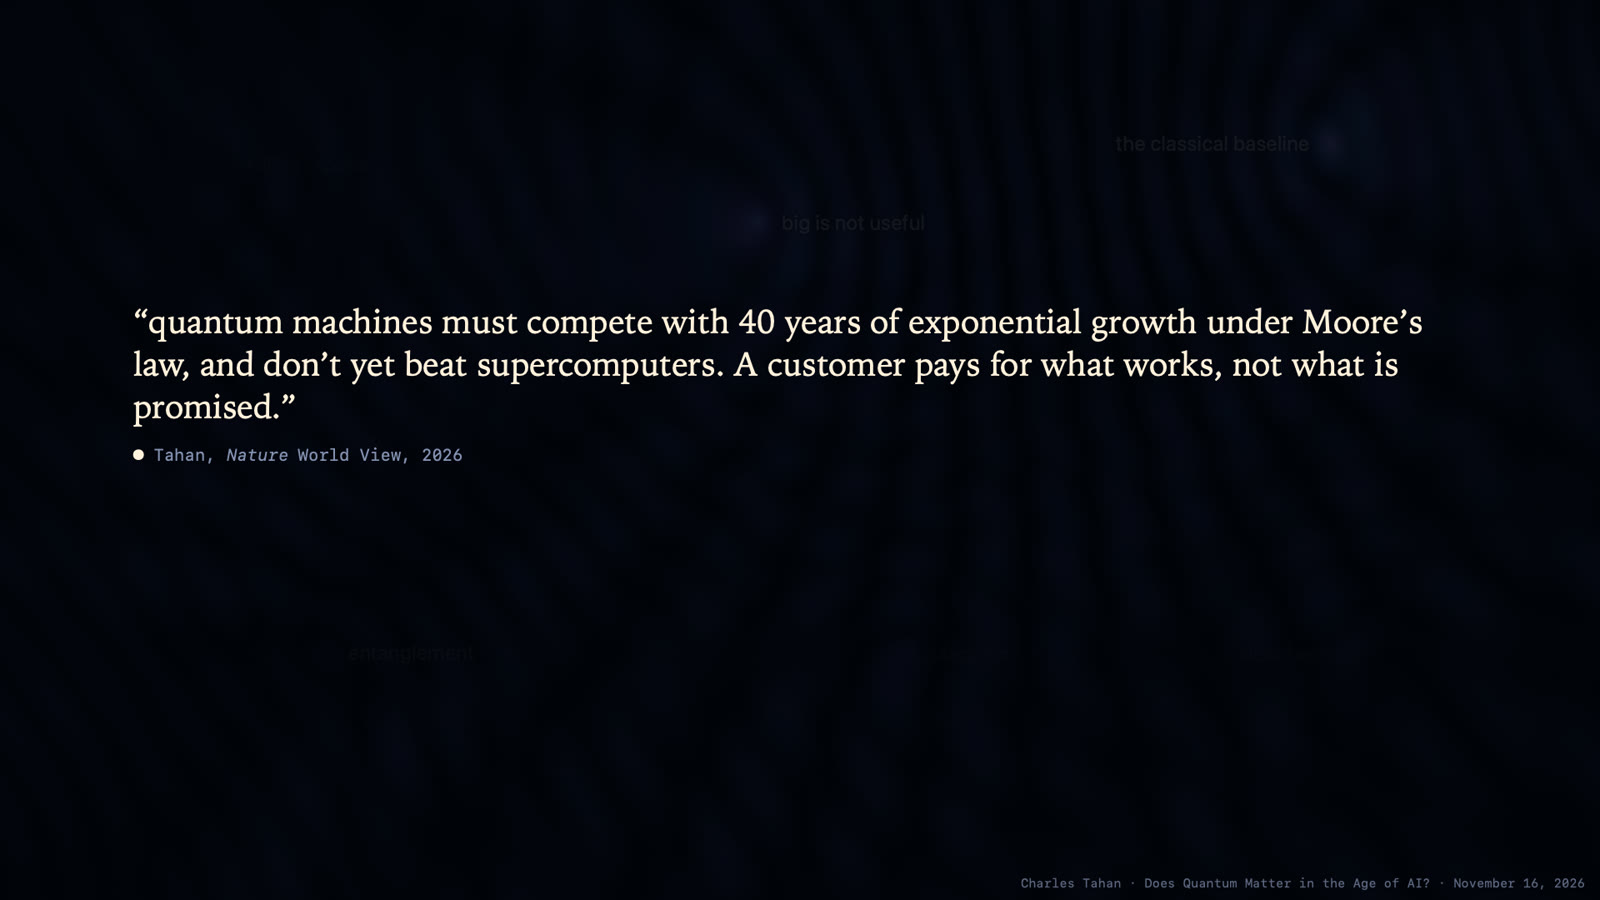 the classical baseline
big is not useful
“quantum machines must compete with 40 years of exponential growth under Moore’s
law, and don’t yet beat supercomputers. A customer pays for what works, not what is
promised.”
Tahan, Nature World View, 2026
entanglement
Charles Tahan · Does Quantum Matter in the Age of AI? · November 16, 2026